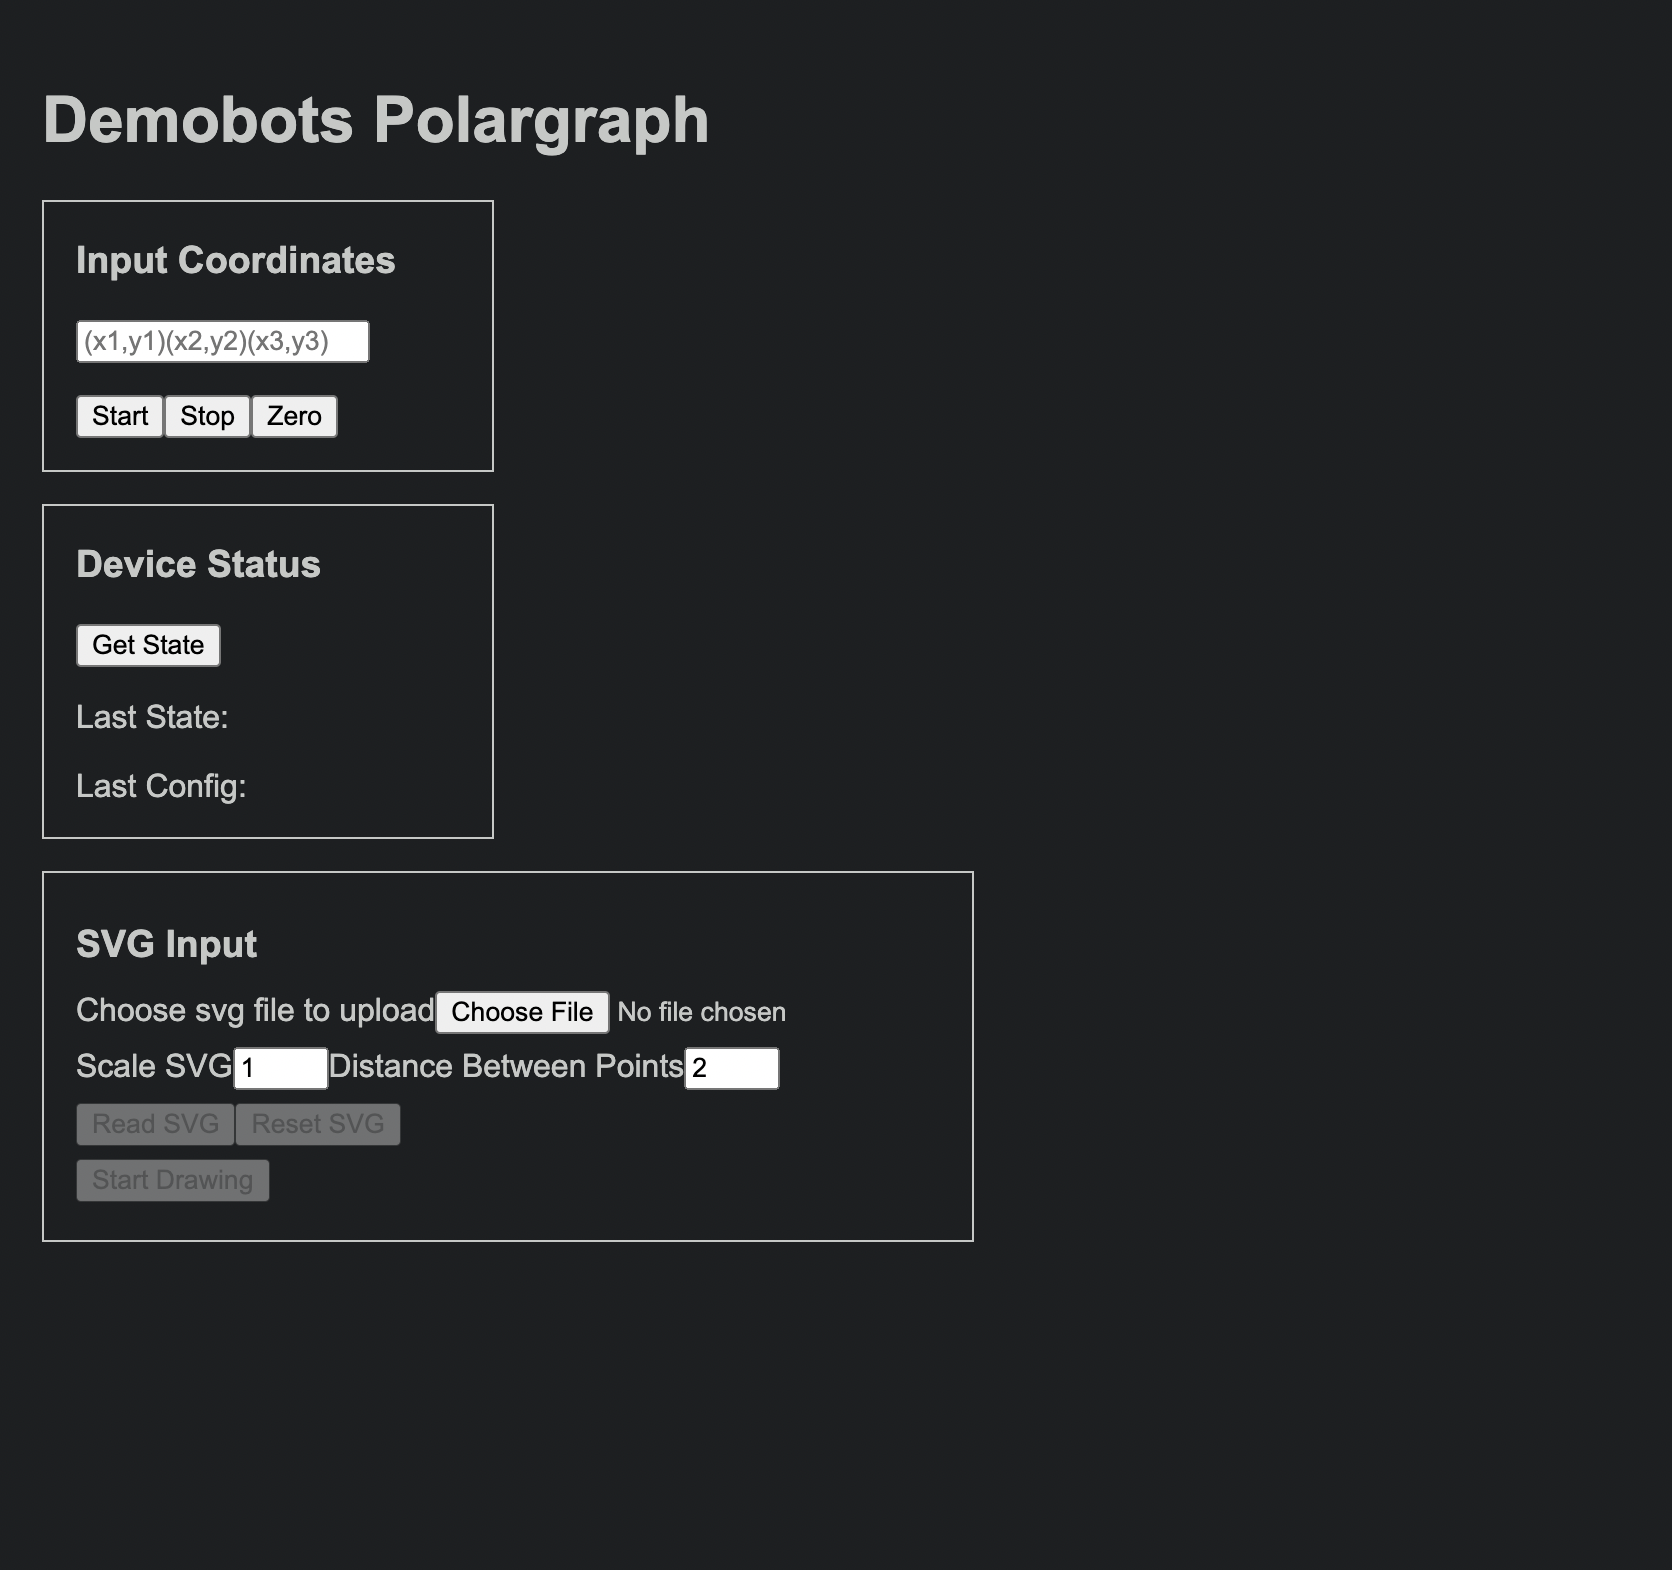 Demobots Polargraph
Input Coordinates
(x1,y1)(x2,y2)(x3,y3)
Start Stop Zero
Device Status
Get State
Last State:
Last Config:
SVG Input
Choose svg file to upload Choose File No file chosen
Scale SVG 1 Distance Between Points 2
Read SVG Reset SVG
Start Drawing